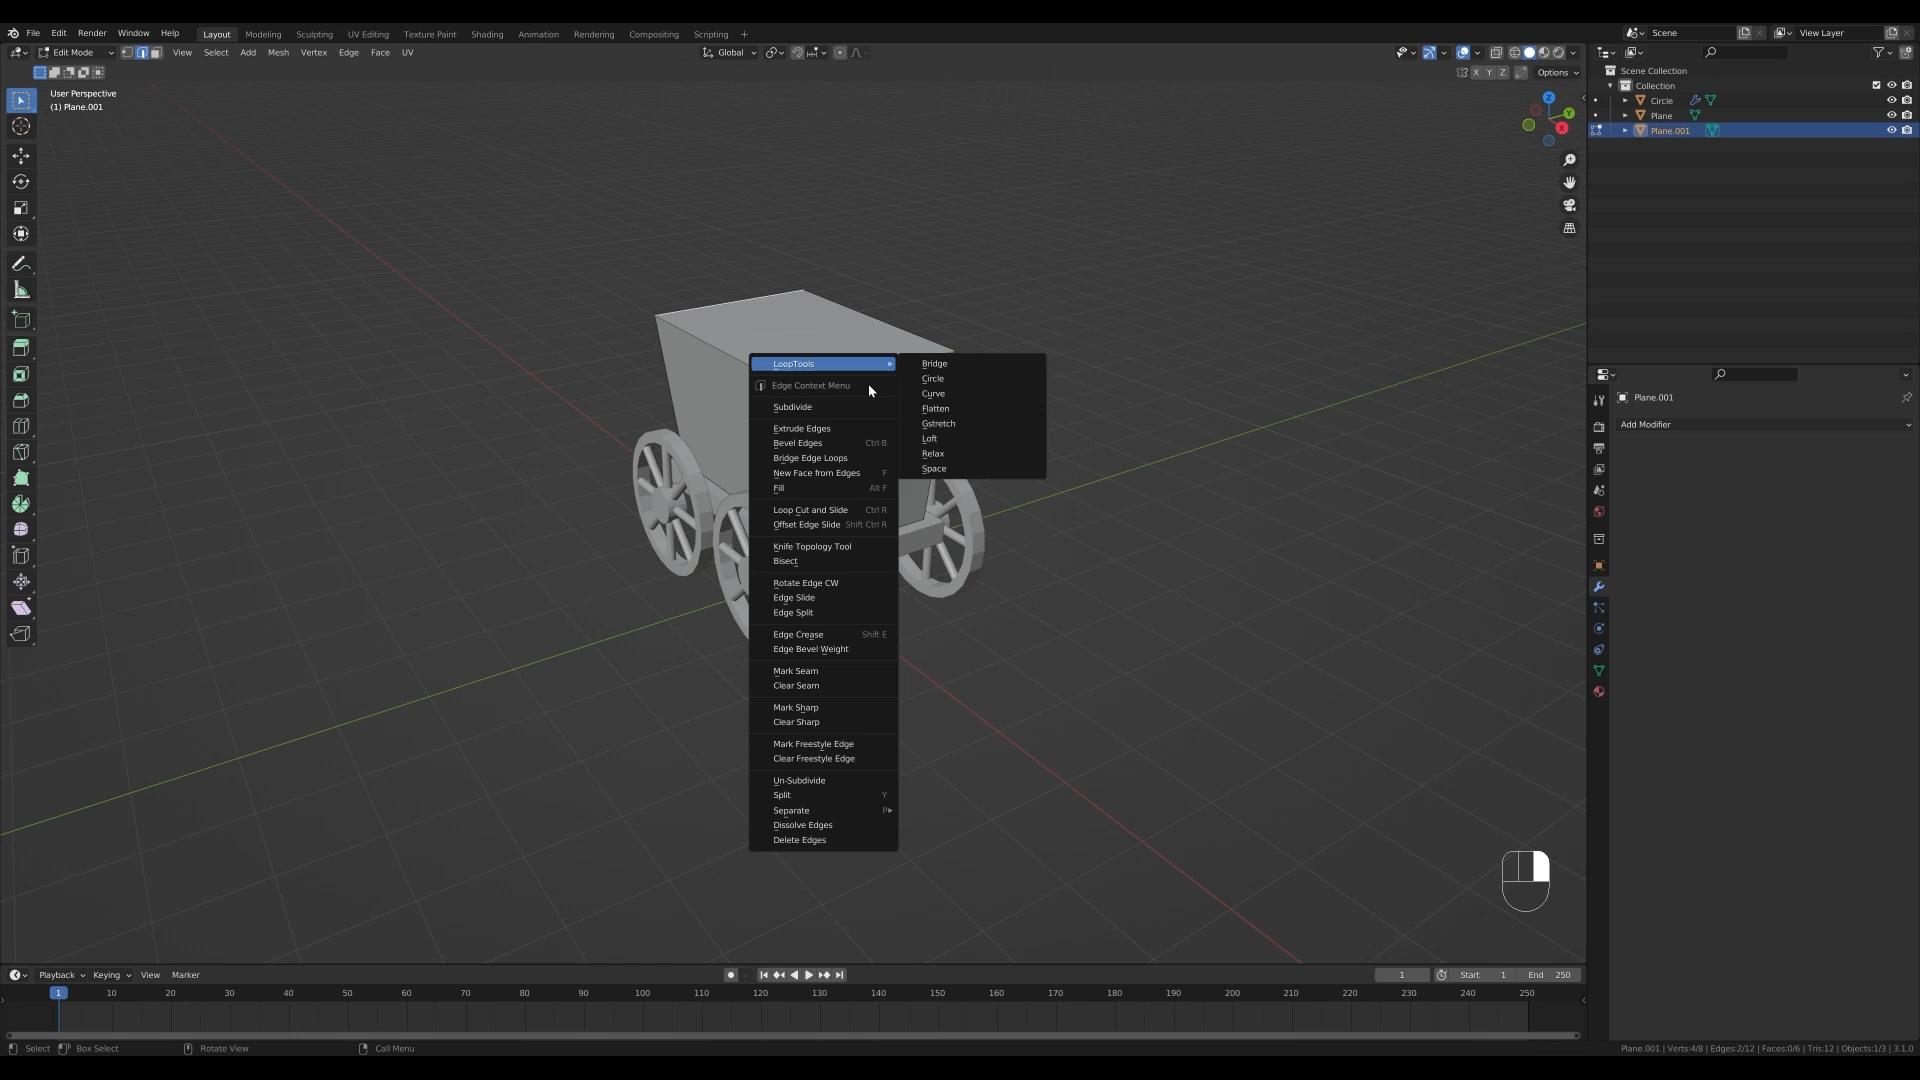 File Edit Render Window Help Layout Modeling Sculpting UV Editing Texture Paint Shading Animation Rendering Compositing Scripting + Scene View Layer
Edit Mode View Select Add Mesh Vertex Edge Face UV Global
X Y Z Options
User Perspective
(1) Plane.001
Z
Y
X
Scene Collection
Collection
Circle
Plane
Plane.001
Plane.001
Add Modifier
LoopTools
Edge Context Menu
Subdivide
Extrude Edges
Bevel Edges Ctrl B
Bridge Edge Loops
New Face from Edges F
Fill Alt F
Loop Cut and Slide Ctrl R
Offset Edge Slide Shift Ctrl R
Knife Topology Tool
Bisect
Rotate Edge CW
Edge Slide
Edge Split
Edge Crease Shift E
Edge Bevel Weight
Mark Seam
Clear Seam
Mark Sharp
Clear Sharp
Mark Freestyle Edge
Clear Freestyle Edge
Un-Subdivide
Split Y
Separate P
Dissolve Edges
Delete Edges
Bridge
Circle
Curve
Flatten
Gstretch
Loft
Relax
Space
Playback Keying View Marker 1 Start 1 End 250
1 10 20 30 40 50 60 70 80 90 100 110 120 130 140 150 160 170 180 190 200 210 220 230 240 250
Select Box Select Rotate View Call Menu Plane.001 | Verts:4/8 | Edges:2/12 | Faces:0/6 | Tris:12 | Objects:1/3 | 3.1.0